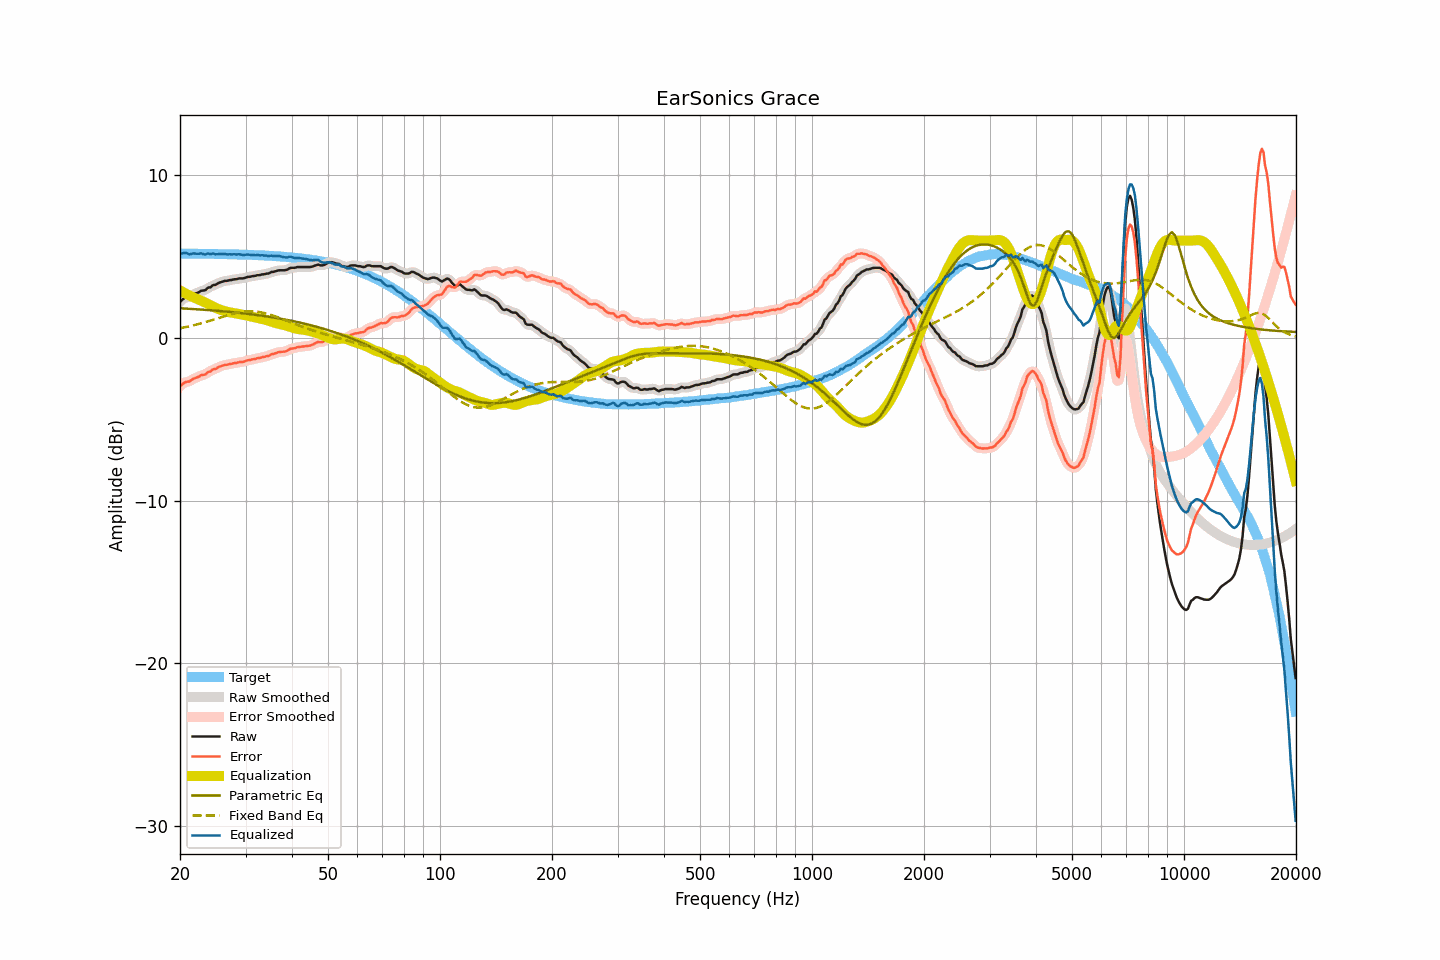 EarSonics Grace
Amplitude (dBr)
10
0
−10
−20
−30
Target
Raw Smoothed
Error Smoothed
Raw
Error
Equalization
Parametric Eq
Fixed Band Eq
Equalized
20 50 100 200 500 1000 2000 5000 10000 20000
Frequency (Hz)